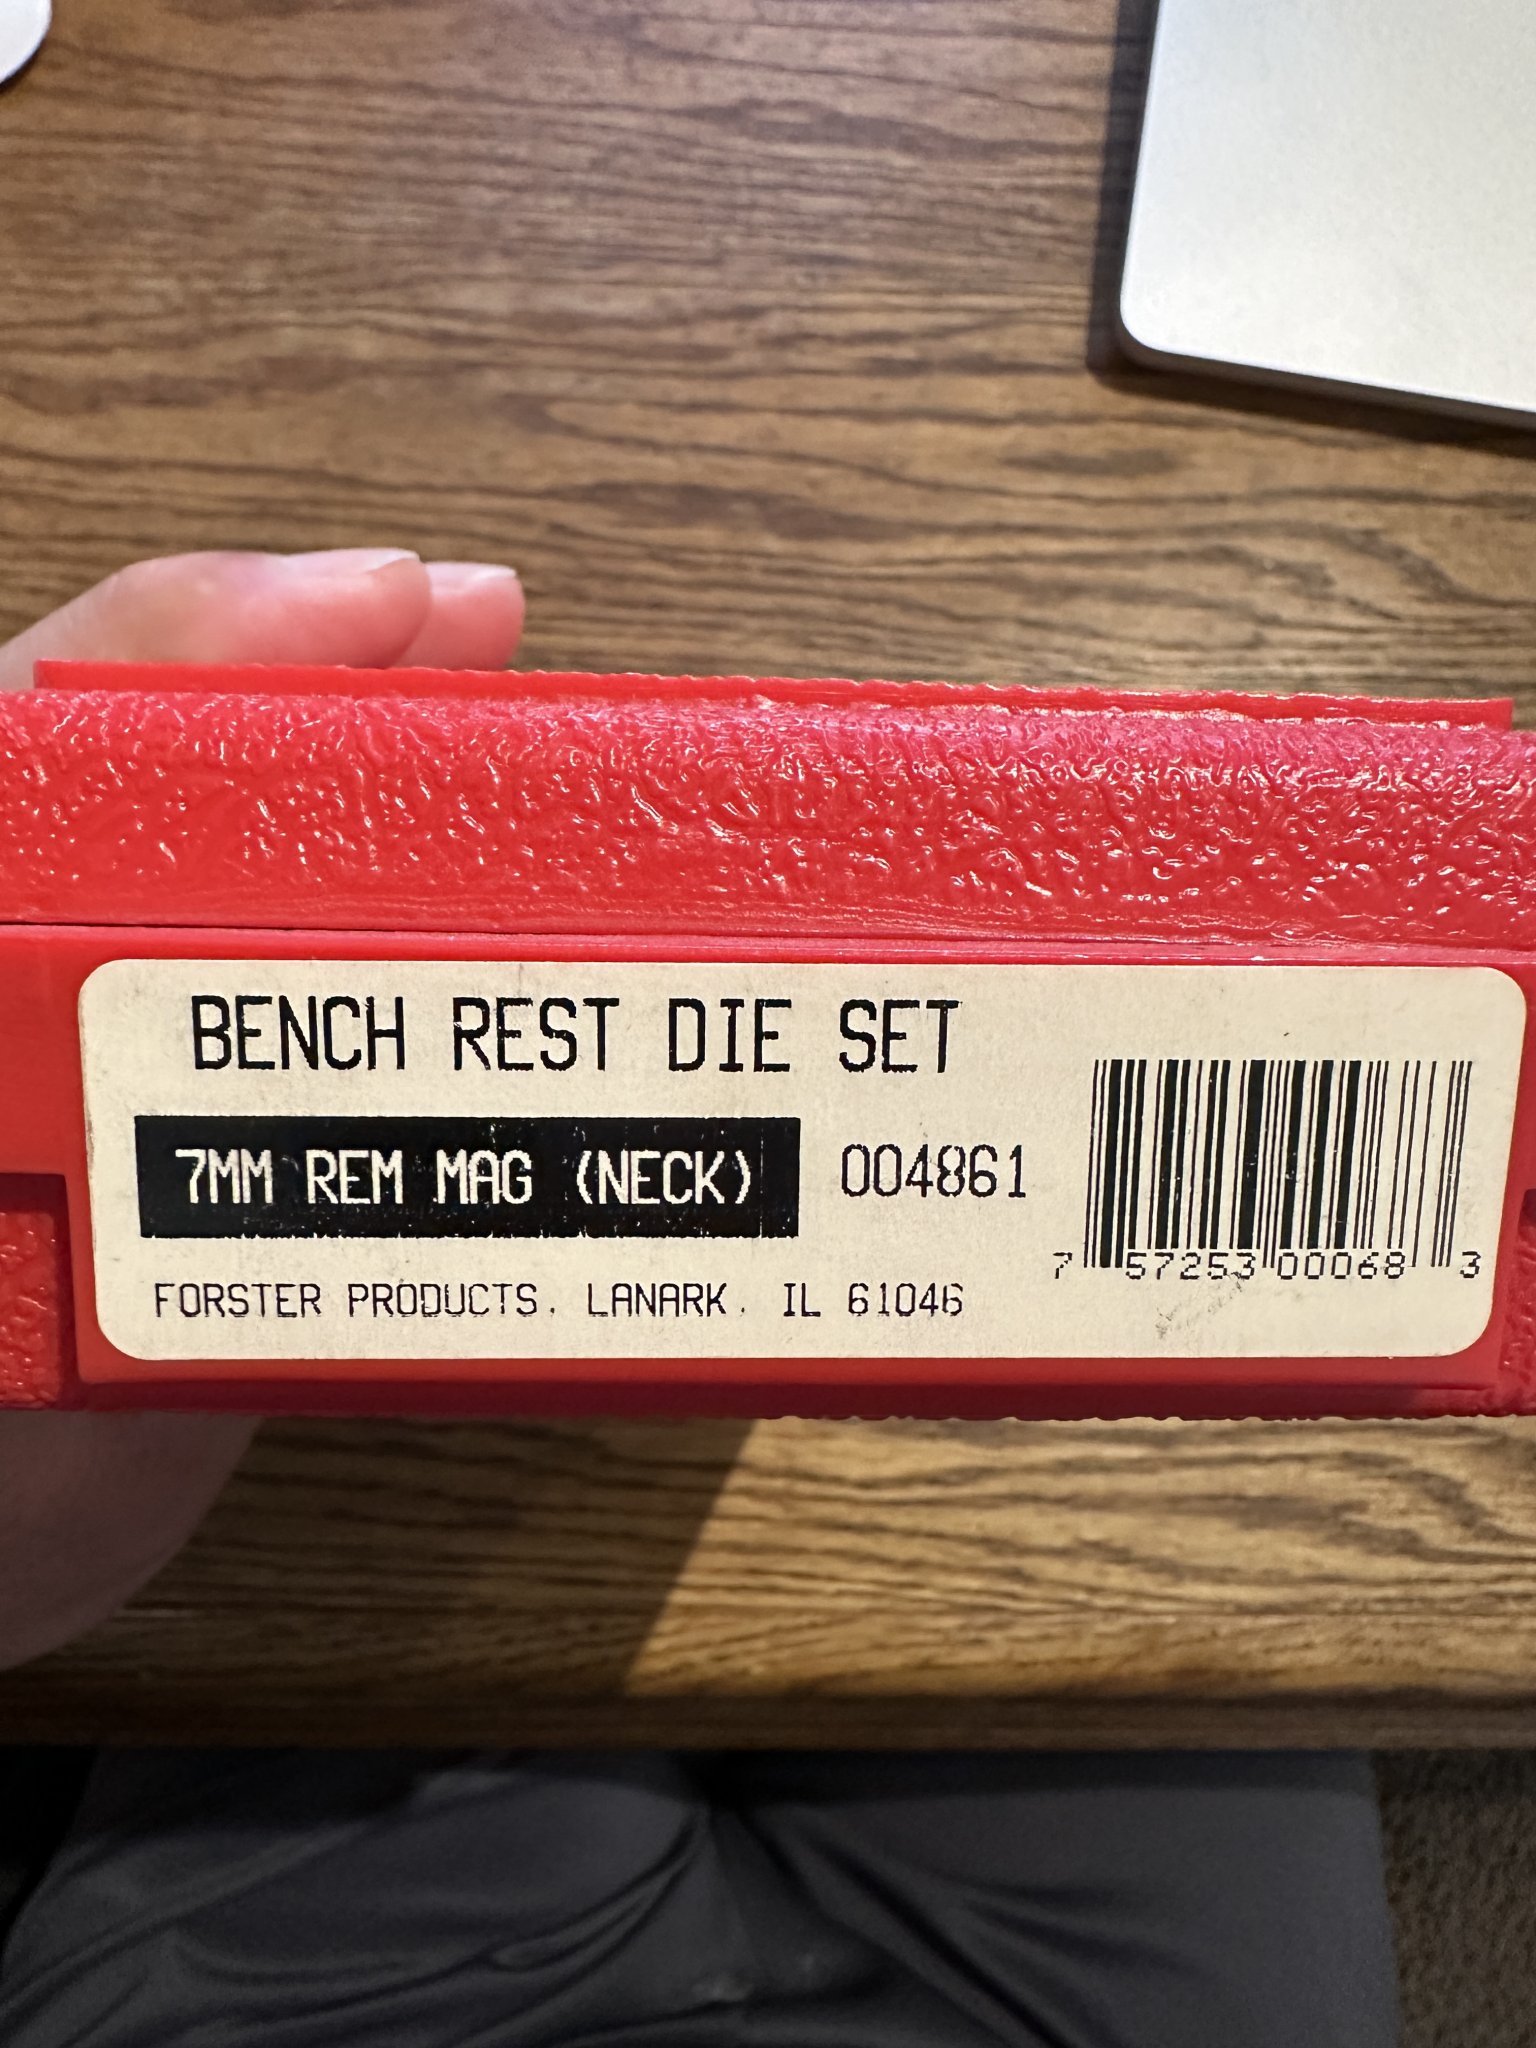 BENCH REST DIE SET
7MM REM MAG (NECK) 004861
FORSTER PRODUCTS, LANARK, IL 61046
7 57253 00068 3